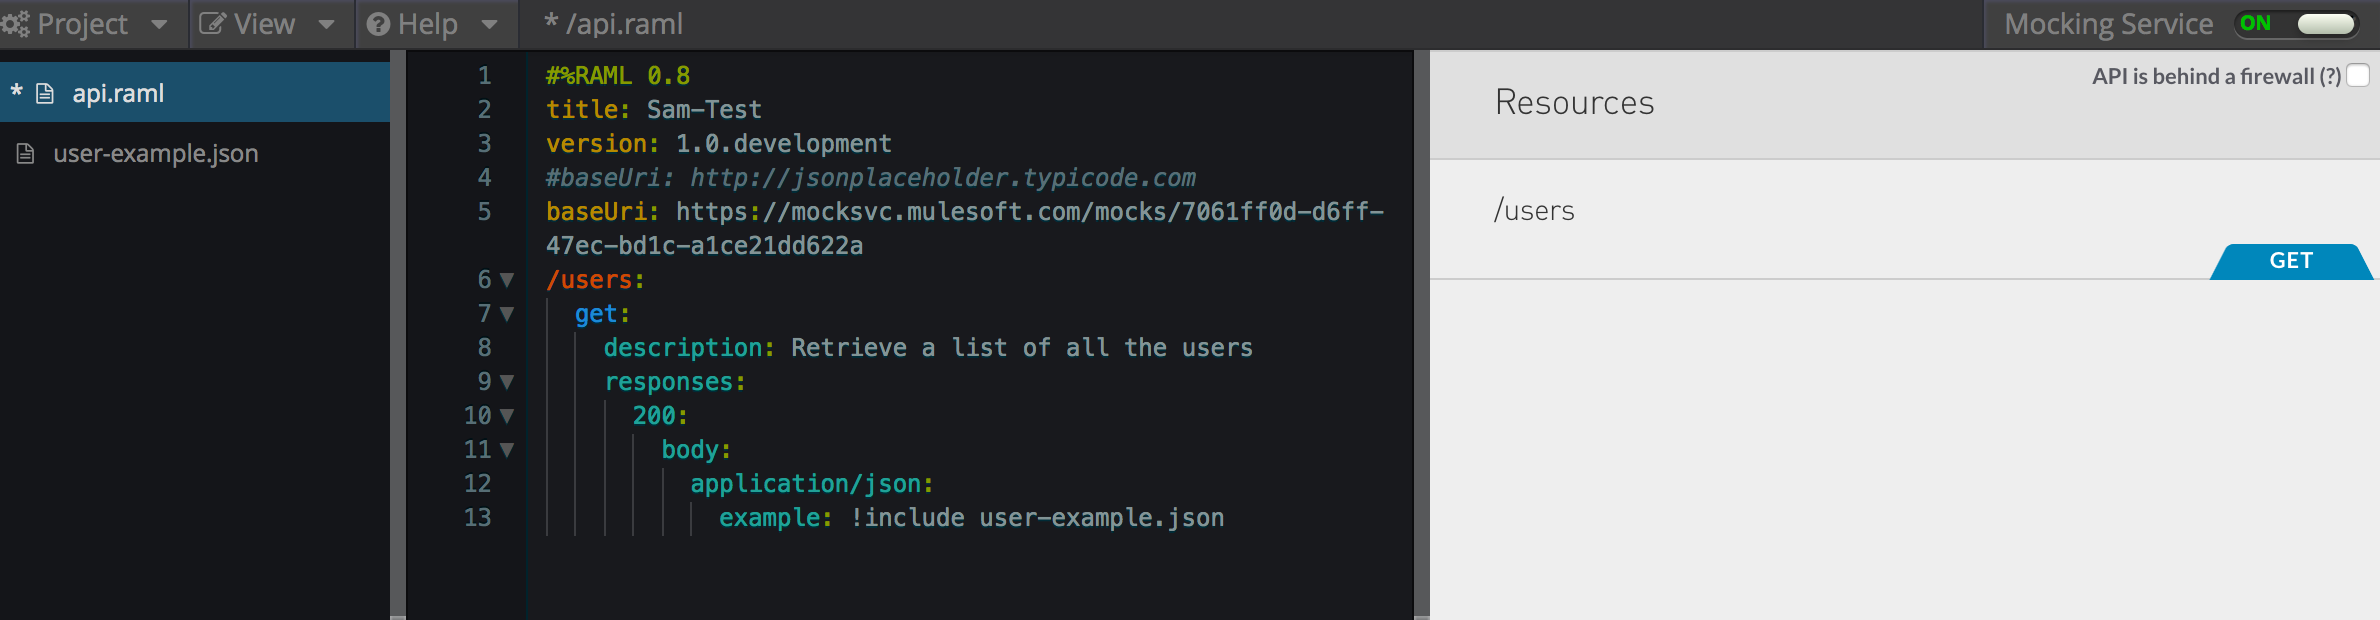 Project View Help * /api.raml Mocking Service ON
* api.raml
user-example.json
1 #%RAML 0.8
2 title: Sam-Test
3 version: 1.0.development
4 #baseUri: http://jsonplaceholder.typicode.com
5 baseUri: https://mocksvc.mulesoft.com/mocks/7061ff0d-d6ff-
47ec-bd1c-a1ce21dd622a
6 /users:
7 get:
8 description: Retrieve a list of all the users
9 responses:
10 200:
11 body:
12 application/json:
13 example: !include user-example.json
API is behind a firewall (?)
Resources
/users
GET